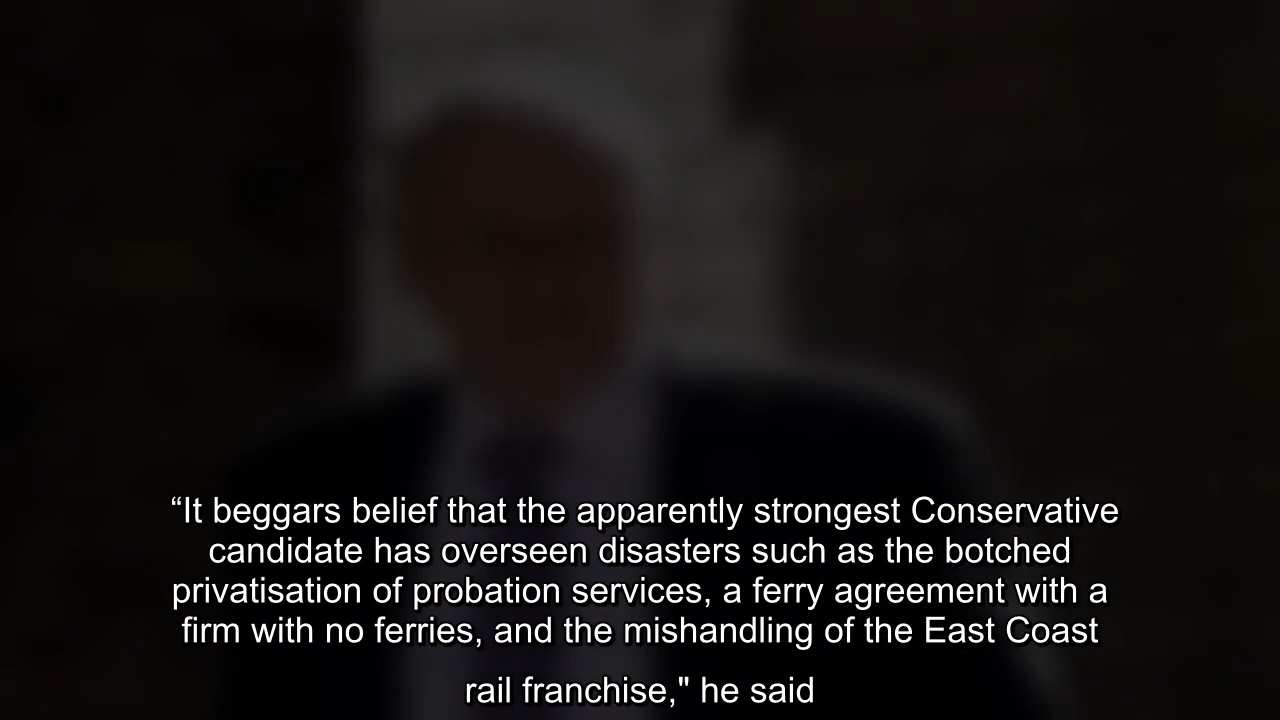 “It beggars belief that the apparently strongest Conservative
candidate has overseen disasters such as the botched
privatisation of probation services, a ferry agreement with a
firm with no ferries, and the mishandling of the East Coast
rail franchise," he said